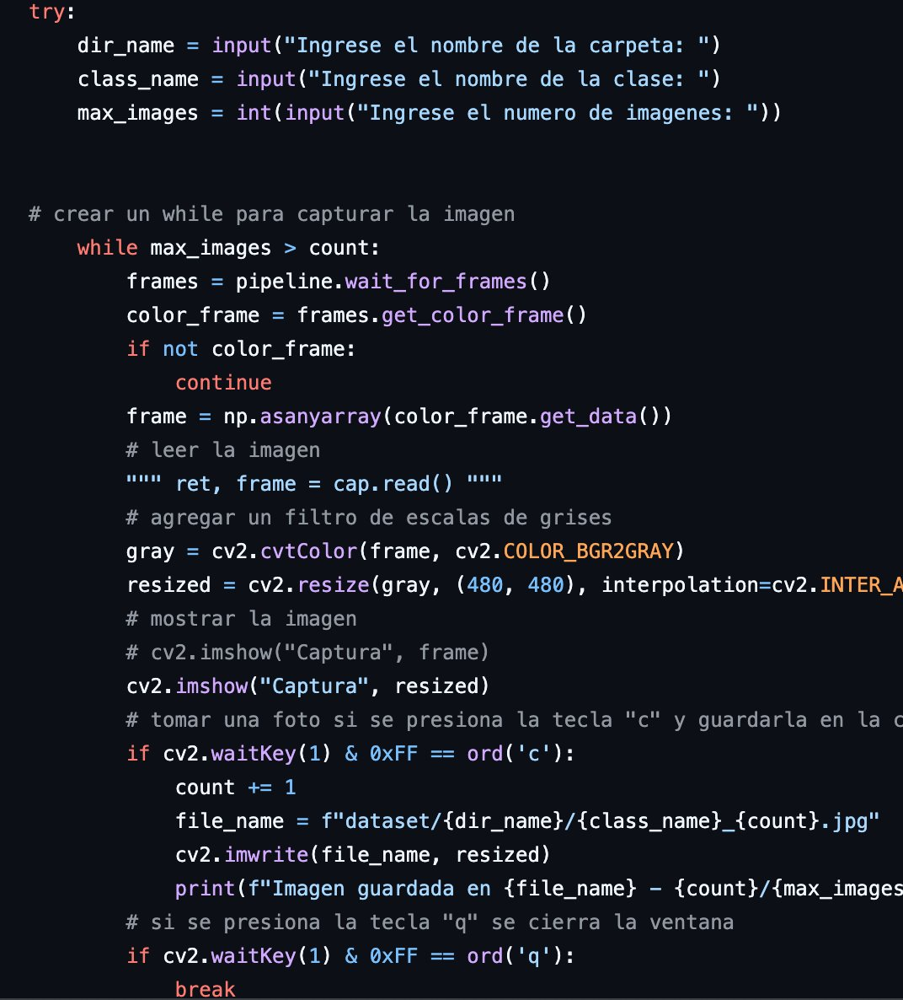 try:
    dir_name = input("Ingrese el nombre de la carpeta: ")
    class_name = input("Ingrese el nombre de la clase: ")
    max_images = int(input("Ingrese el numero de imagenes: "))
# crear un while para capturar la imagen
    while max_images > count:
        frames = pipeline.wait_for_frames()
        color_frame = frames.get_color_frame()
        if not color_frame:
            continue
        frame = np.asanyarray(color_frame.get_data())
        # leer la imagen
        """ ret, frame = cap.read() """
        # agregar un filtro de escalas de grises
        gray = cv2.cvtColor(frame, cv2.COLOR_BGR2GRAY)
        resized = cv2.resize(gray, (480, 480), interpolation=cv2.INTER_A
        # mostrar la imagen
        # cv2.imshow("Captura", frame)
        cv2.imshow("Captura", resized)
        # tomar una foto si se presiona la tecla "c" y guardarla en la c
        if cv2.waitKey(1) & 0xFF == ord('c'):
            count += 1
            file_name = f"dataset/{dir_name}/{class_name}_{count}.jpg"
            cv2.imwrite(file_name, resized)
            print(f"Imagen guardada en {file_name} - {count}/{max_images
        # si se presiona la tecla "q" se cierra la ventana
        if cv2.waitKey(1) & 0xFF == ord('q'):
            break